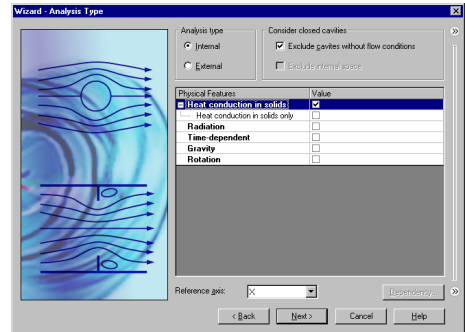 Wizard - Analysis Type
Analysis type
Internal
External
Consider closed cavities
Exclude cavites without flow conditions
Exclude internal space
Physical Features Value
Heat conduction in solids
Heat conduction in solids only
Radiation
Time-dependent
Gravity
Rotation
Reference axis: X
Dependency...
< Back Next > Cancel Help